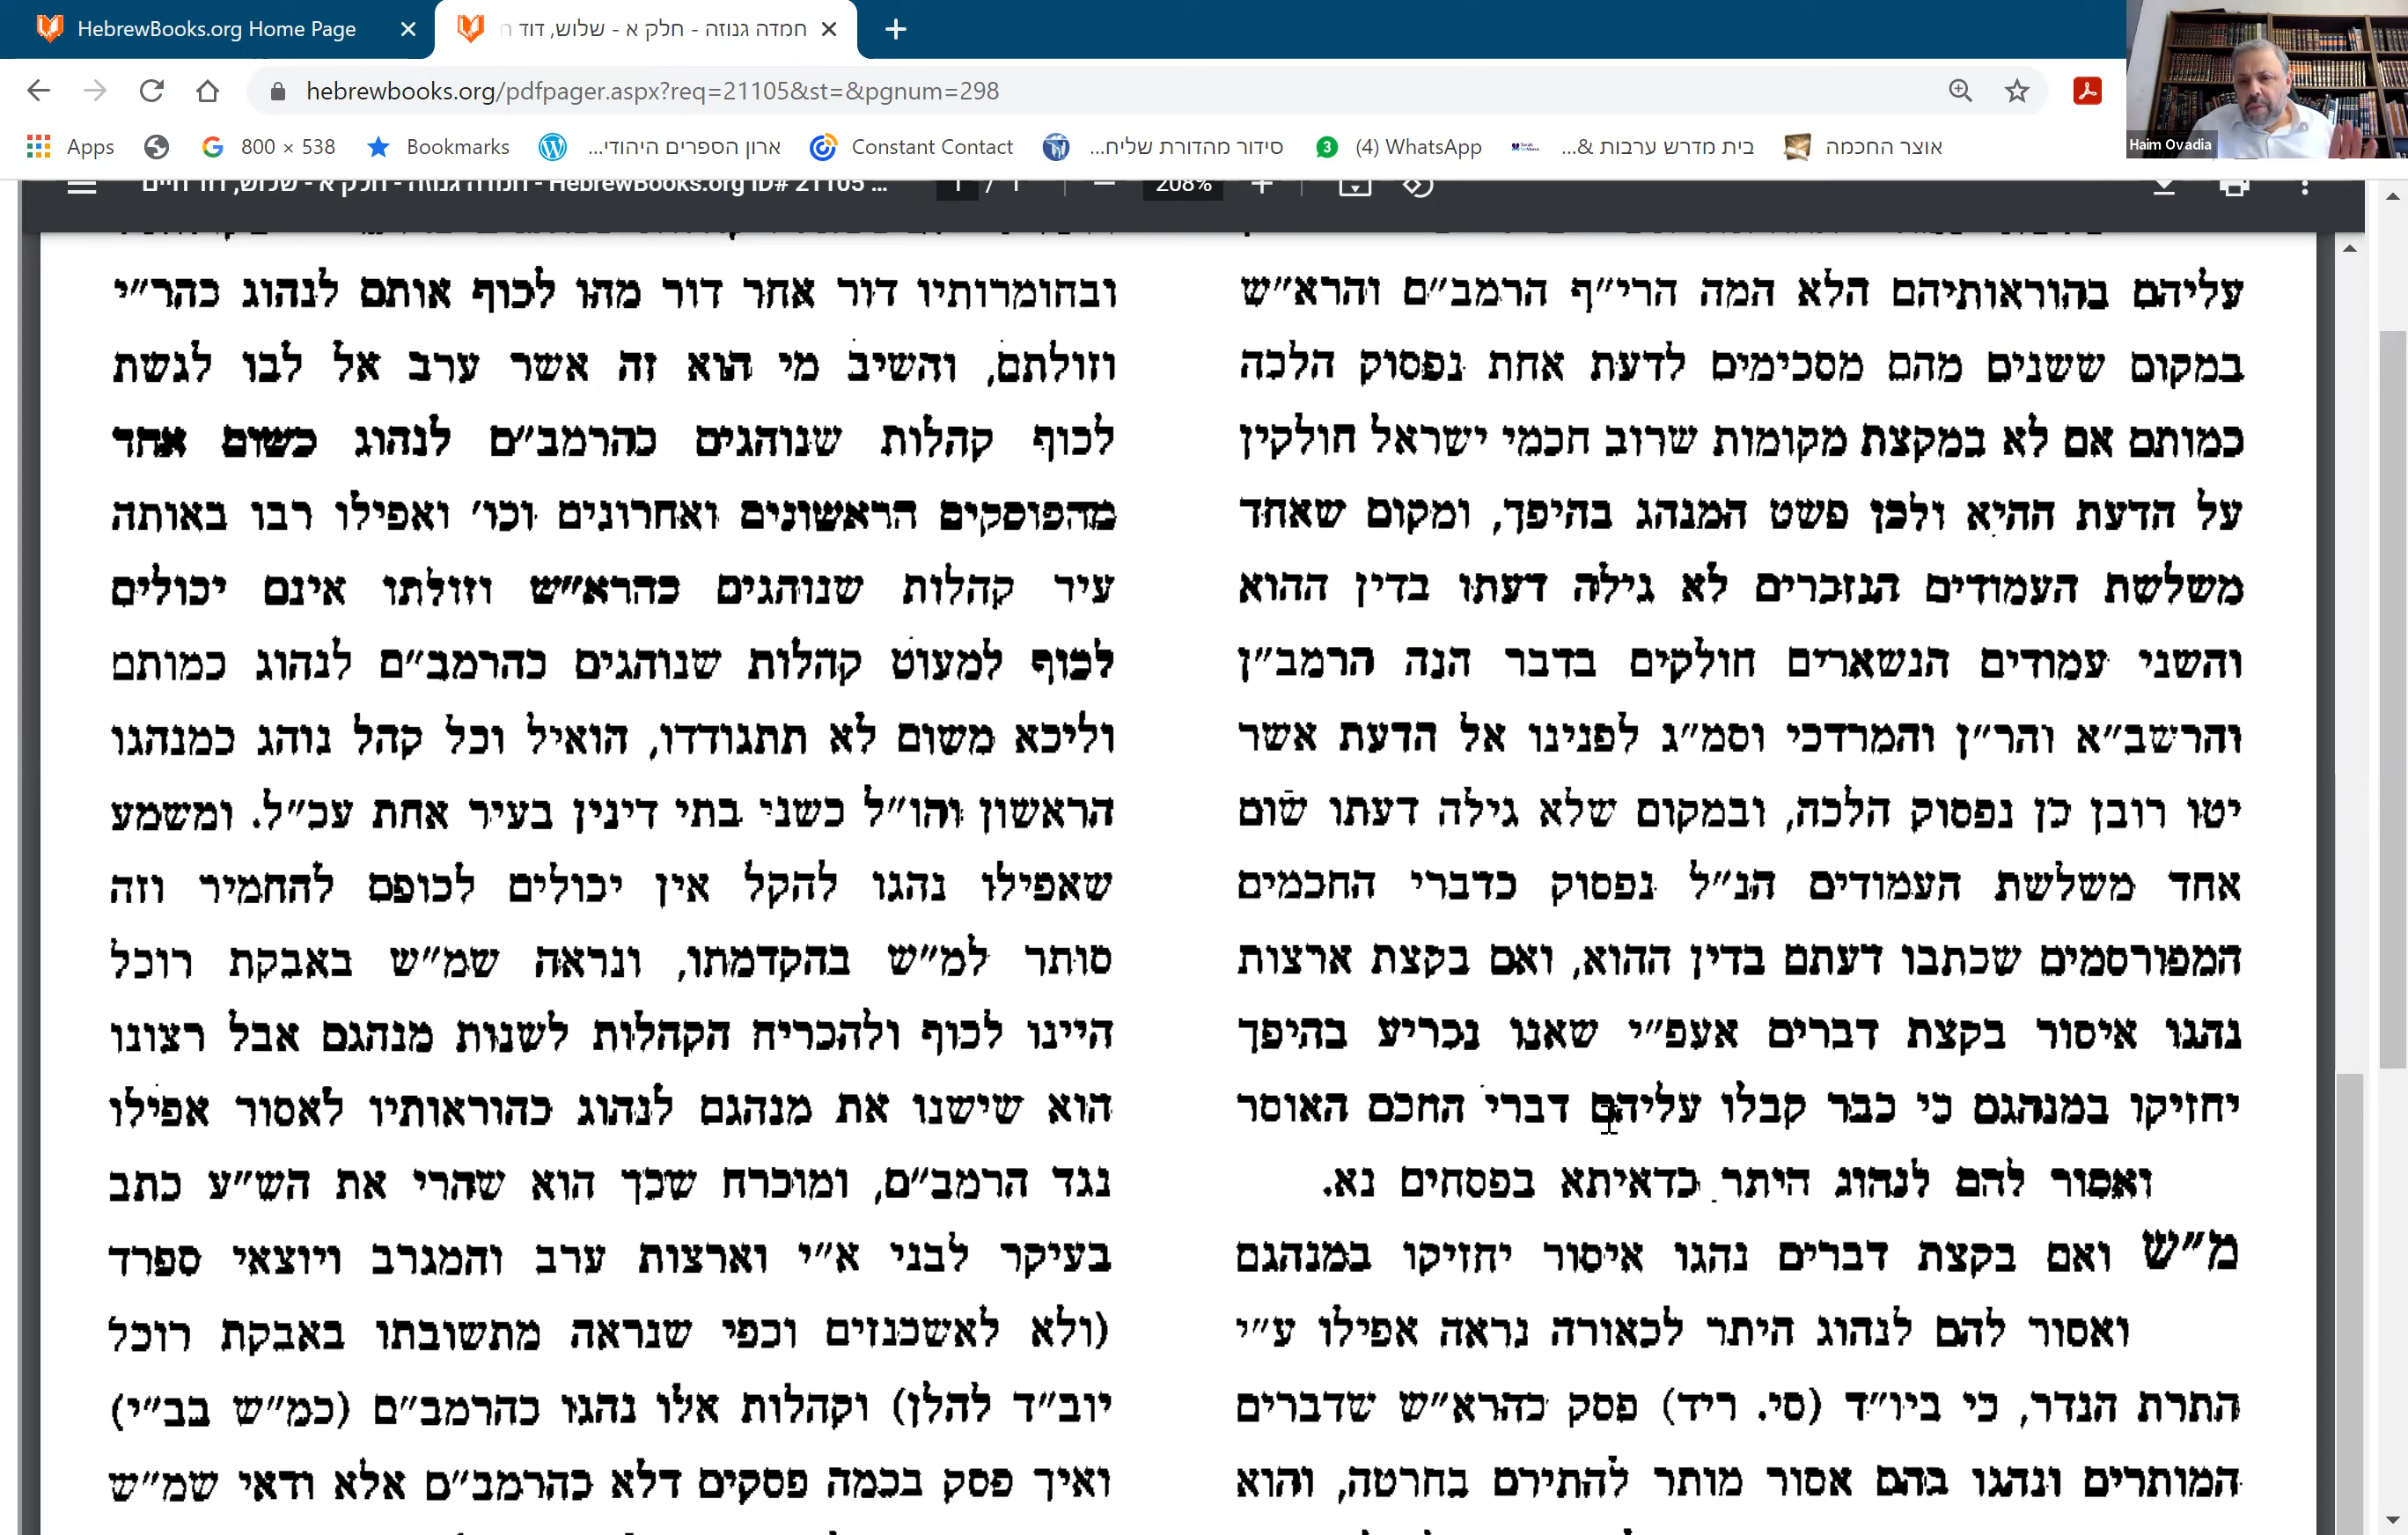 HebrewBooks.org Home Page
חמדה גנוזה - חלק א - שלוש, דוד ח
hebrewbooks.org/pdfpager.aspx?req=21105&st=&pgnum=298
Apps
800 × 538
Bookmarks
ארון הספרים היהודי...
Constant Contact
סידור מהדורת שליח...
(4) WhatsApp
בית מדרש ערבות &...
אוצר החכמה
Haim Ovadia
חמדה גנוזה - חלק א - שלוש, דוד חיים - HebrewBooks.org ID# 21105 ...
1 / 1
208%
עליהם בהוראותיהם הלא המה הרי״ף הרמב״ם והרא״ש
במקום ששנים מהם מסכימים לדעת אחת נפסוק הלכה
כמותם אם לא במקצת מקומות שרוב חכמי ישראל חולקין
על הדעת ההיא ולכן פשט המנהג בהיפך, ומקום שאחד
משלשת העמודים הנזכרים לא גילה דעתו בדין ההוא
והשני עמודים הנשארים חולקים בדבר הנה הרמב״ן
והרשב״א והר״ן והמרדכי וסמ״ג לפנינו אל הדעת אשר
יטו רובן כן נפסוק הלכה, ובמקום שלא גילה דעתו שום
אחד משלשת העמודים הנ״ל נפסוק כדברי החכמים
המפורסמים שכתבו דעתם בדין ההוא, ואם בקצת ארצות
נהגו איסור בקצת דברים אעפ״י שאנו נכריע בהיפך
יחזיקו במנהגם כי כבר קבלו עליהם דברי החכם האוסר
ואסור להם לנהוג היתר כדאיתא בפסחים נא.
מ״ש ואם בקצת דברים נהגו איסור יחזיקו במנהגם
ואסור להם לנהוג היתר לכאורה נראה אפילו ע״י
התרת הנדר, כי ביו״ד (סי. ריד) פסק כהרא״ש שדברים
המותרים ונהגו בהם אסור מותר להתירם בחרטה, והוא
ובחומרותיו דור אחר דור מהו לכוף אותם לנהוג כהר״י
וזולתם, והשיב מי הוא זה אשר ערב אל לבו לגשת
לכוף קהלות שנוהגים כהרמב״ם לנהוג כשום אחד
מהפוסקים הראשונים ואחרונים וכו׳ ואפילו רבו באותה
עיר קהלות שנוהגים כהרא״ש וזולתו אינם יכולים
לכוף למעוט קהלות שנוהגים כהרמב״ם לנהוג כמותם
וליכא משום לא תתגודדו, הואיל וכל קהל נוהג כמנהגו
הראשון והו״ל כשני בתי דינין בעיר אחת עכ״ל. ומשמע
שאפילו נהגו להקל אין יכולים לכופם להחמיר וזה
סותר למ״ש בהקדמתו, ונראה שמ״ש באבקת רוכל
היינו לכוף ולהכריח הקהלות לשנות מנהגם אבל רצונו
הוא שישנו את מנהגם לנהוג כהוראותיו לאסור אפילו
נגד הרמב״ם, ומוכרח שכך הוא שהרי את הש״ע כתב
בעיקר לבני א״י וארצות ערב והמגרב ויוצאי ספרד
(ולא לאשכנזים וכפי שנראה מתשובתו באבקת רוכל
יוב״ד להלן) וקהלות אלו נהגו כהרמב״ם (כמ״ש בב״י)
ואיך פסק בכמה פסקים דלא כהרמב״ם אלא ודאי שמ״ש